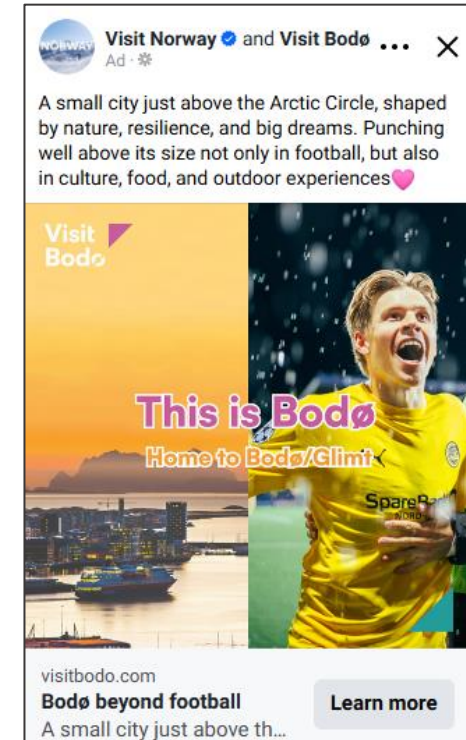 NORWAY
Visit Norway and Visit Bodø
Ad
A small city just above the Arctic Circle, shaped
by nature, resilience, and big dreams. Punching
well above its size not only in football, but also
in culture, food, and outdoor experiences🩷
Visit
Bodø
This is Bodø
Home to Bodø/Glimt
NORD
visitbodo.com
Bodø beyond football
A small city just above th...
Learn more